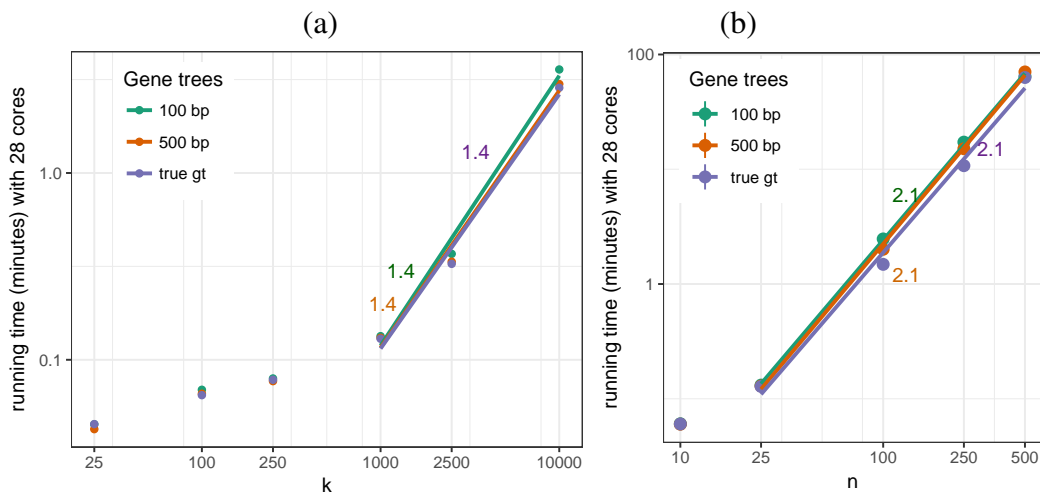 (a)
running time (minutes) with 28 cores
Gene trees
100 bp
500 bp
true gt
1.0
0.1
1.4
1.4
1.4
25
100
250
1000
2500
10000
k
(b)
running time (minutes) with 28 cores
Gene trees
100 bp
500 bp
true gt
100
1
2.1
2.1
2.1
10
25
100
250
500
n